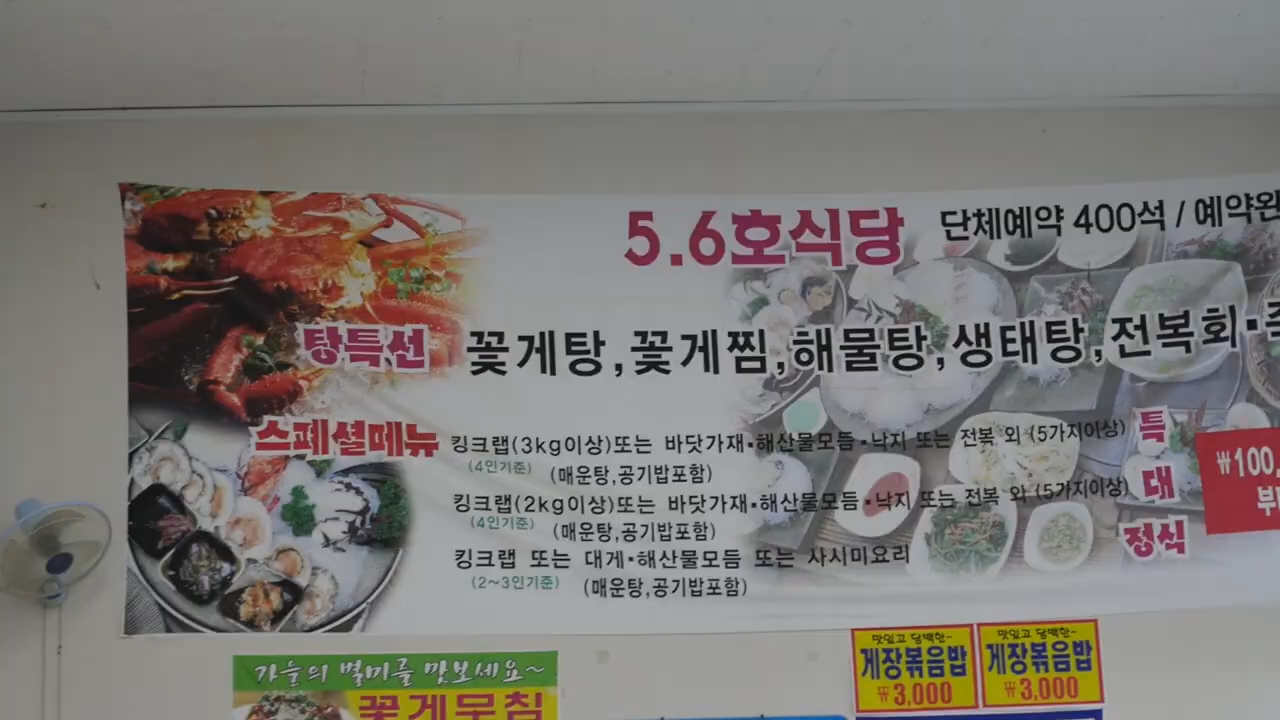 5.6호식당 단체예약 400석 / 예약완
탕특선 꽃게탕,꽃게찜,해물탕,생태탕,전복회·
스페셜메뉴 킹크랩(3kg이상)또는 바닷가재·해산물모듬·낙지 또는 전복 외 (5가지이상) 특
(4인기준) (매운탕,공기밥포함)
킹크랩(2kg이상)또는 바닷가재·해산물모듬·낙지 또는 전복 외 (5가지이상) 대
(4인기준) (매운탕,공기밥포함)
킹크랩 또는 대게·해산물모듬 또는 사시미요리 정식
(2~3인기준) (매운탕,공기밥포함)
₩100,
부
가을의 별미를 맛보세요~
꽃게무침
맛있고 담백한~
게장볶음밥
₩3,000
맛있고 담백한~
게장볶음밥
₩3,000